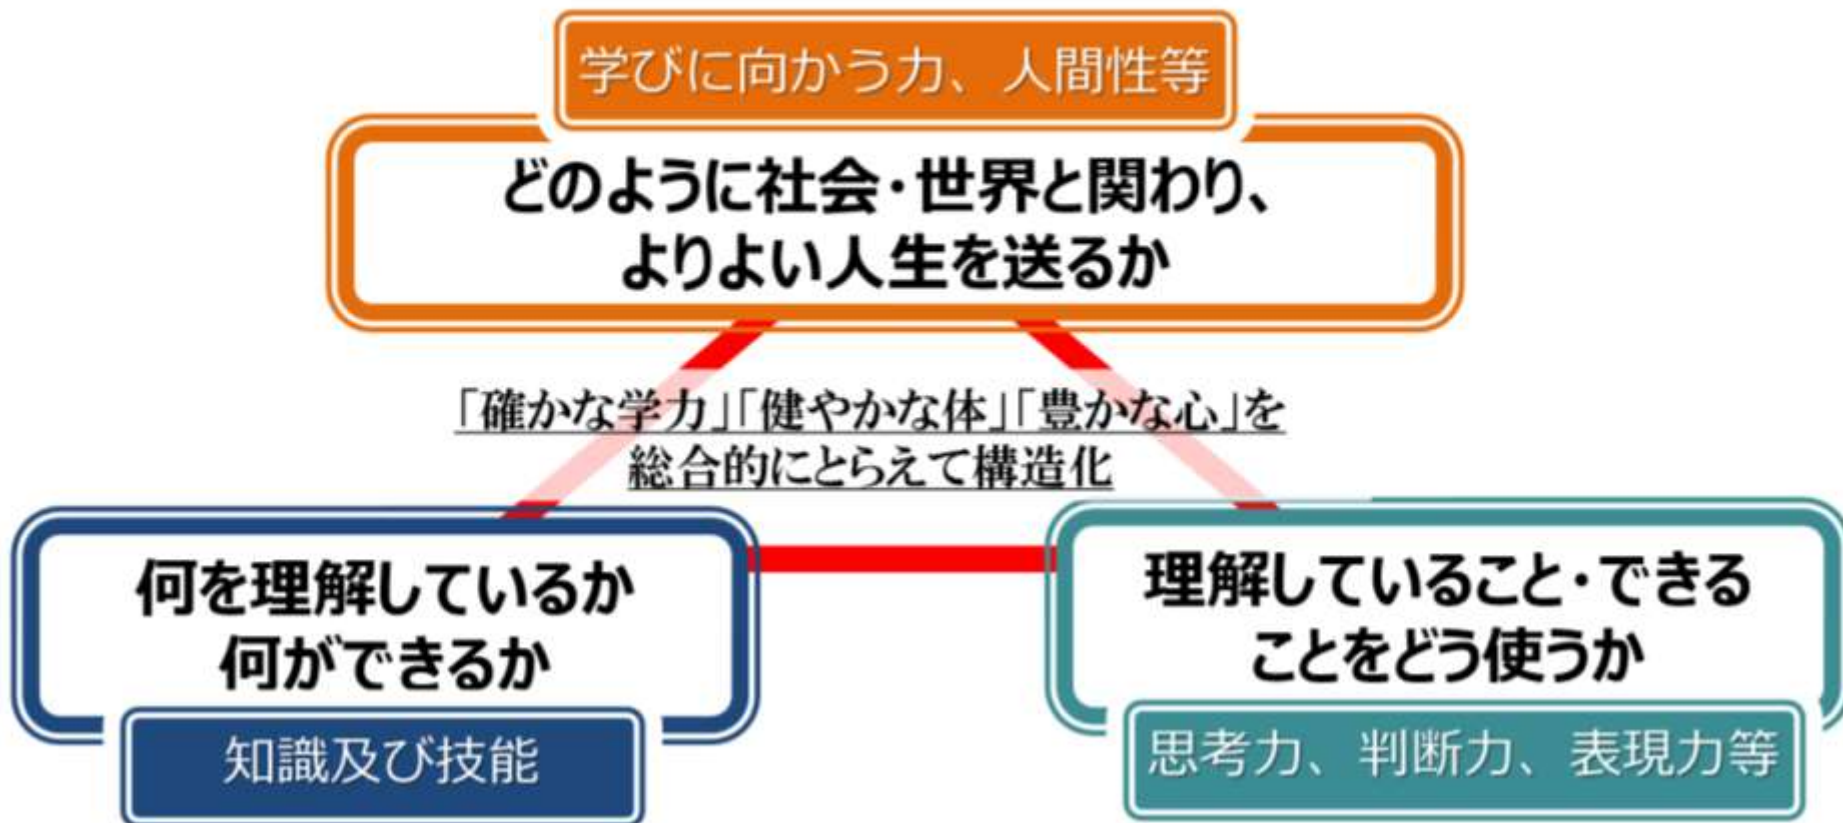 学びに向かう力、人間性等
どのように社会・世界と関わり、
よりよい人生を送るか
「確かな学力」「健やかな体」「豊かな心」を
総合的にとらえて構造化
何を理解しているか
何ができるか
知識及び技能
理解していること・できる
ことをどう使うか
思考力、判断力、表現力等